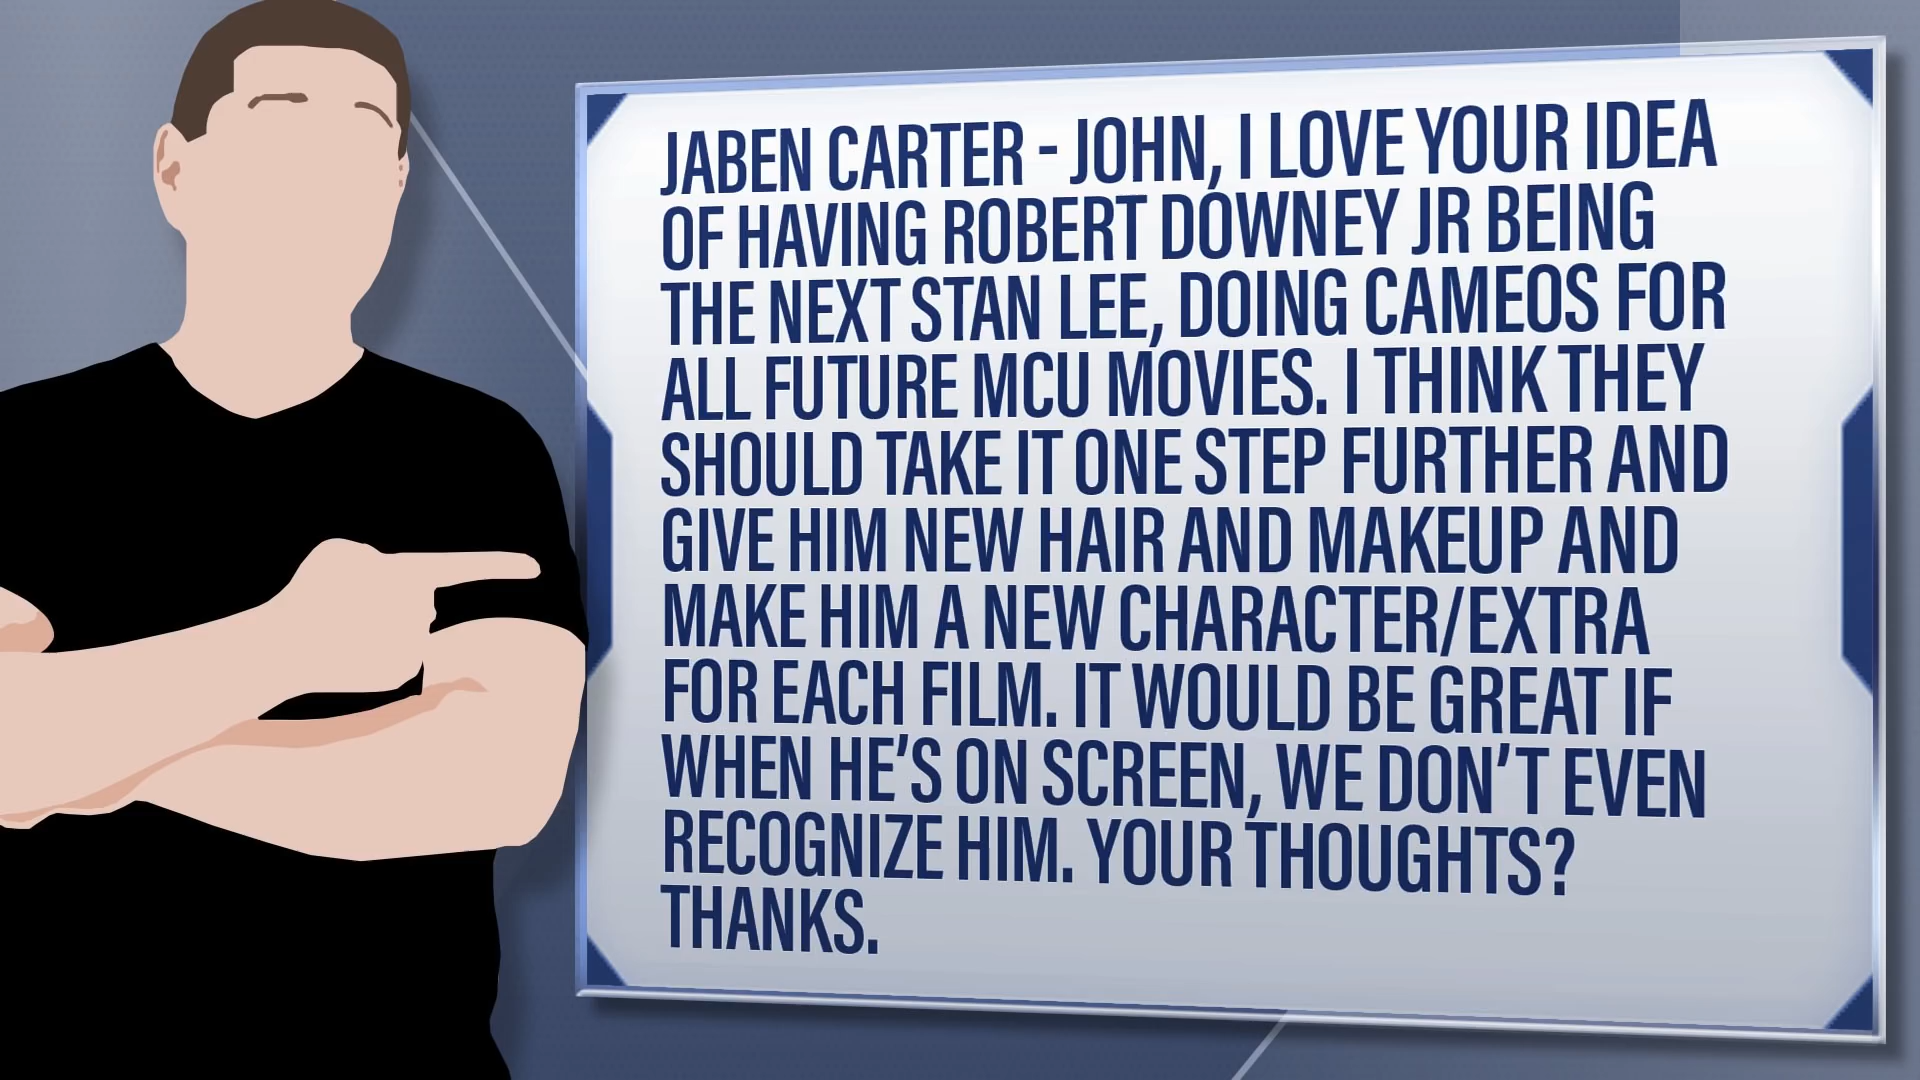 JABEN CARTER - JOHN, I LOVE YOUR IDEA
OF HAVING ROBERT DOWNEY JR BEING
THE NEXT STAN LEE, DOING CAMEOS FOR
ALL FUTURE MCU MOVIES. I THINK THEY
SHOULD TAKE IT ONE STEP FURTHER AND
GIVE HIM NEW HAIR AND MAKEUP AND
MAKE HIM A NEW CHARACTER/EXTRA
FOR EACH FILM. IT WOULD BE GREAT IF
WHEN HE'S ON SCREEN, WE DON'T EVEN
RECOGNIZE HIM. YOUR THOUGHTS?
THANKS.